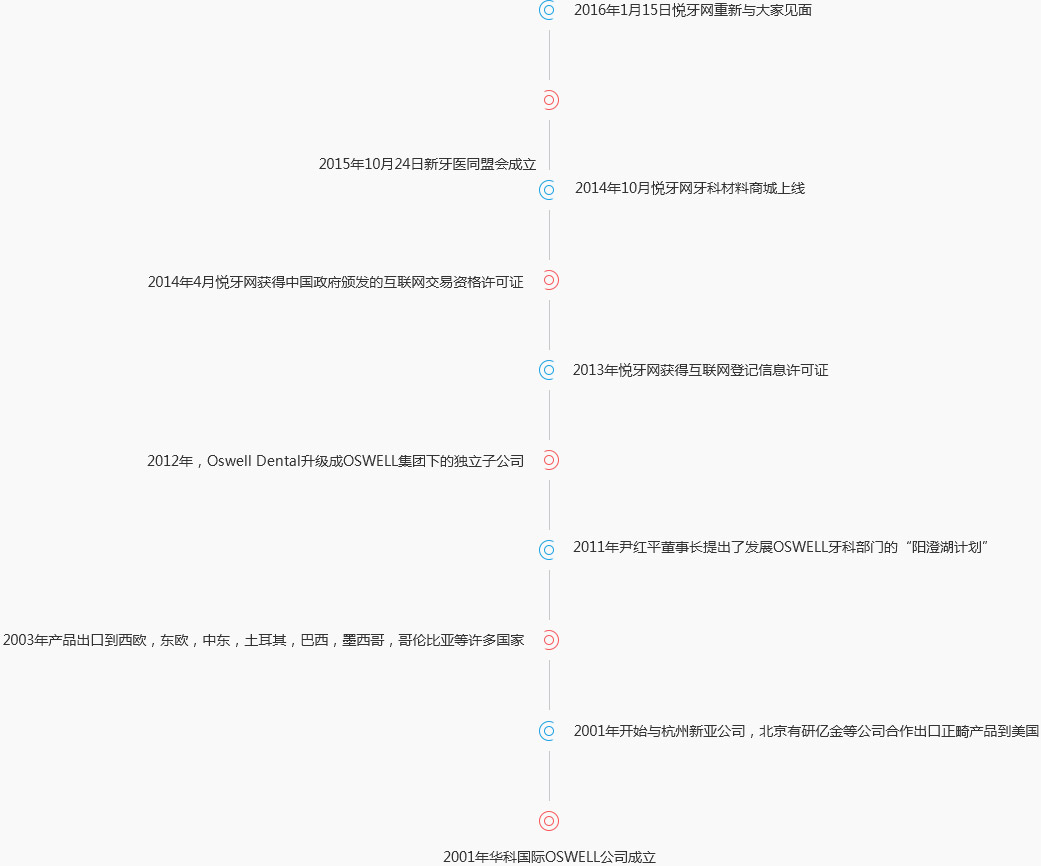 2016年1月15日悦牙网重新与大家见面
2015年10月24日新牙医同盟会成立
2014年10月悦牙网牙科材料商城上线
2014年4月悦牙网获得中国政府颁发的互联网交易资格许可证
2013年悦牙网获得互联网登记信息许可证
2012年，Oswell Dental升级成OSWELL集团下的独立子公司
2011年尹红平董事长提出了发展OSWELL牙科部门的“阳澄湖计划”
2003年产品出口到西欧，东欧，中东，土耳其，巴西，墨西哥，哥伦比亚等许多国家
2001年开始与杭州新亚公司，北京有研亿金等公司合作出口正畸产品到美国
2001年华科国际OSWELL公司成立